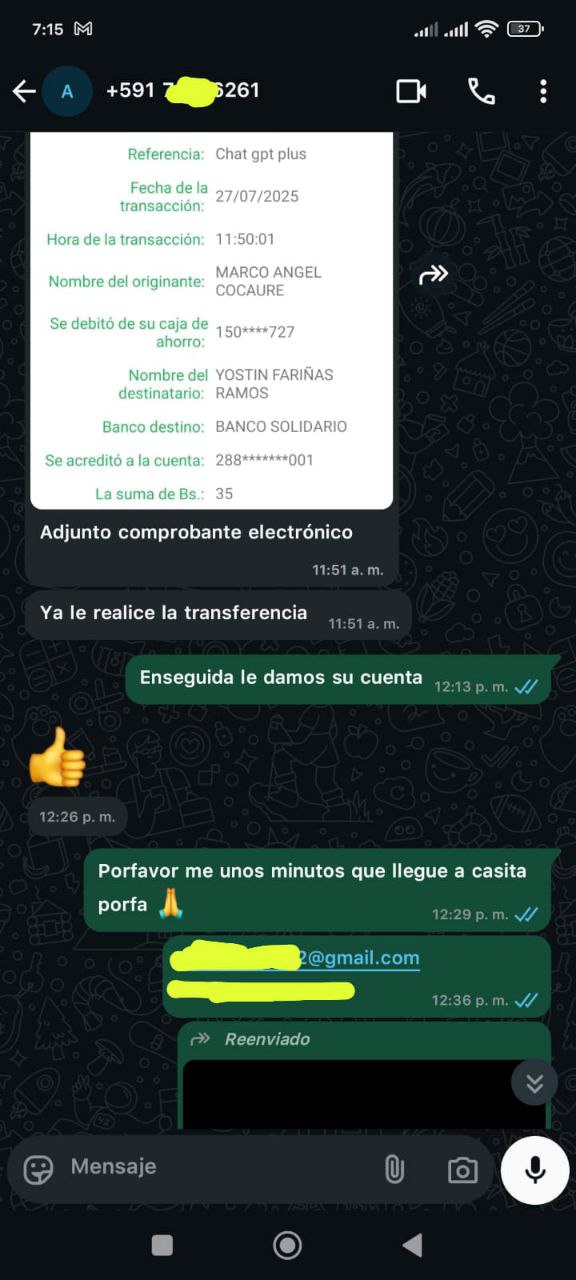 7:15
37
A
+591 7 6261
Referencia: Chat gpt plus
Fecha de la
transacción: 27/07/2025
Hora de la transacción: 11:50:01
Nombre del originante: MARCO ANGEL
COCAURE
Se debitó de su caja de
ahorro: 150****727
Nombre del
destinatario: YOSTIN FARIÑAS
RAMOS
Banco destino: BANCO SOLIDARIO
Se acreditó a la cuenta: 288*******001
La suma de Bs.: 35
Adjunto comprobante electrónico
11:51 a. m.
Ya le realice la transferencia
11:51 a. m.
Enseguida le damos su cuenta
12:13 p. m.
12:26 p. m.
Porfavor me unos minutos que llegue a casita
porfa 🙏
12:29 p. m.
2@gmail.com
12:36 p. m.
Reenviado
Mensaje